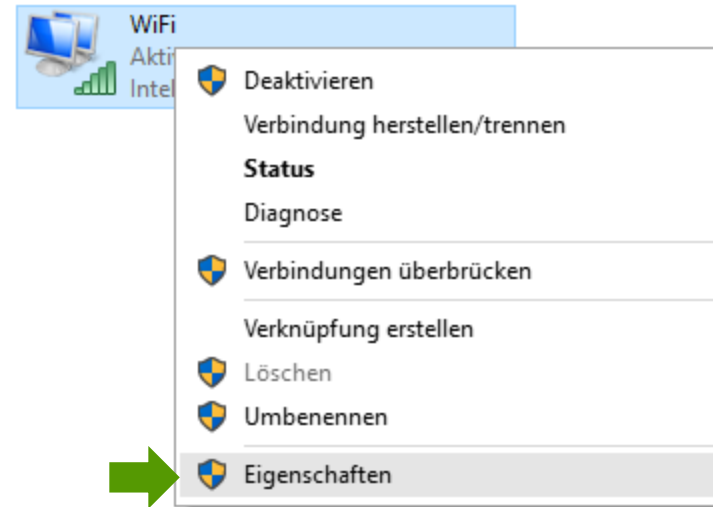 WiFi
Deaktivieren
Verbindung herstellen/trennen
Status
Diagnose
Verbindungen überbrücken
Verknüpfung erstellen
Löschen
Umbenennen
Eigenschaften